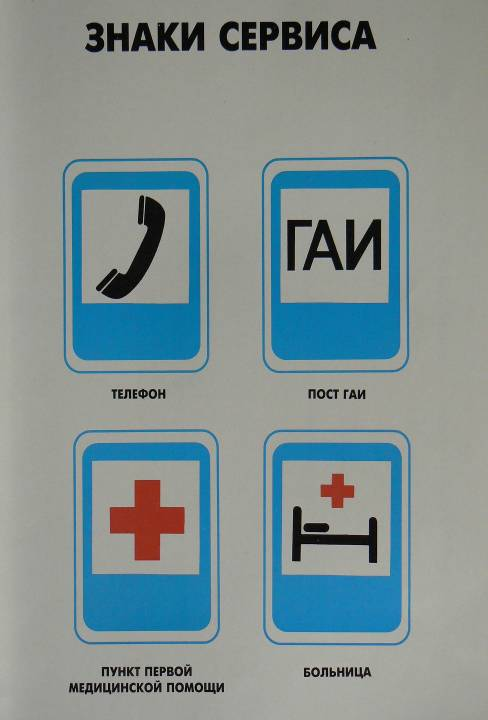 ЗНАКИ СЕРВИСА
ГАИ
ТЕЛЕФОН
ПОСТ ГАИ
ПУНКТ ПЕРВОЙ
МЕДИЦИНСКОЙ ПОМОЩИ
БОЛЬНИЦА